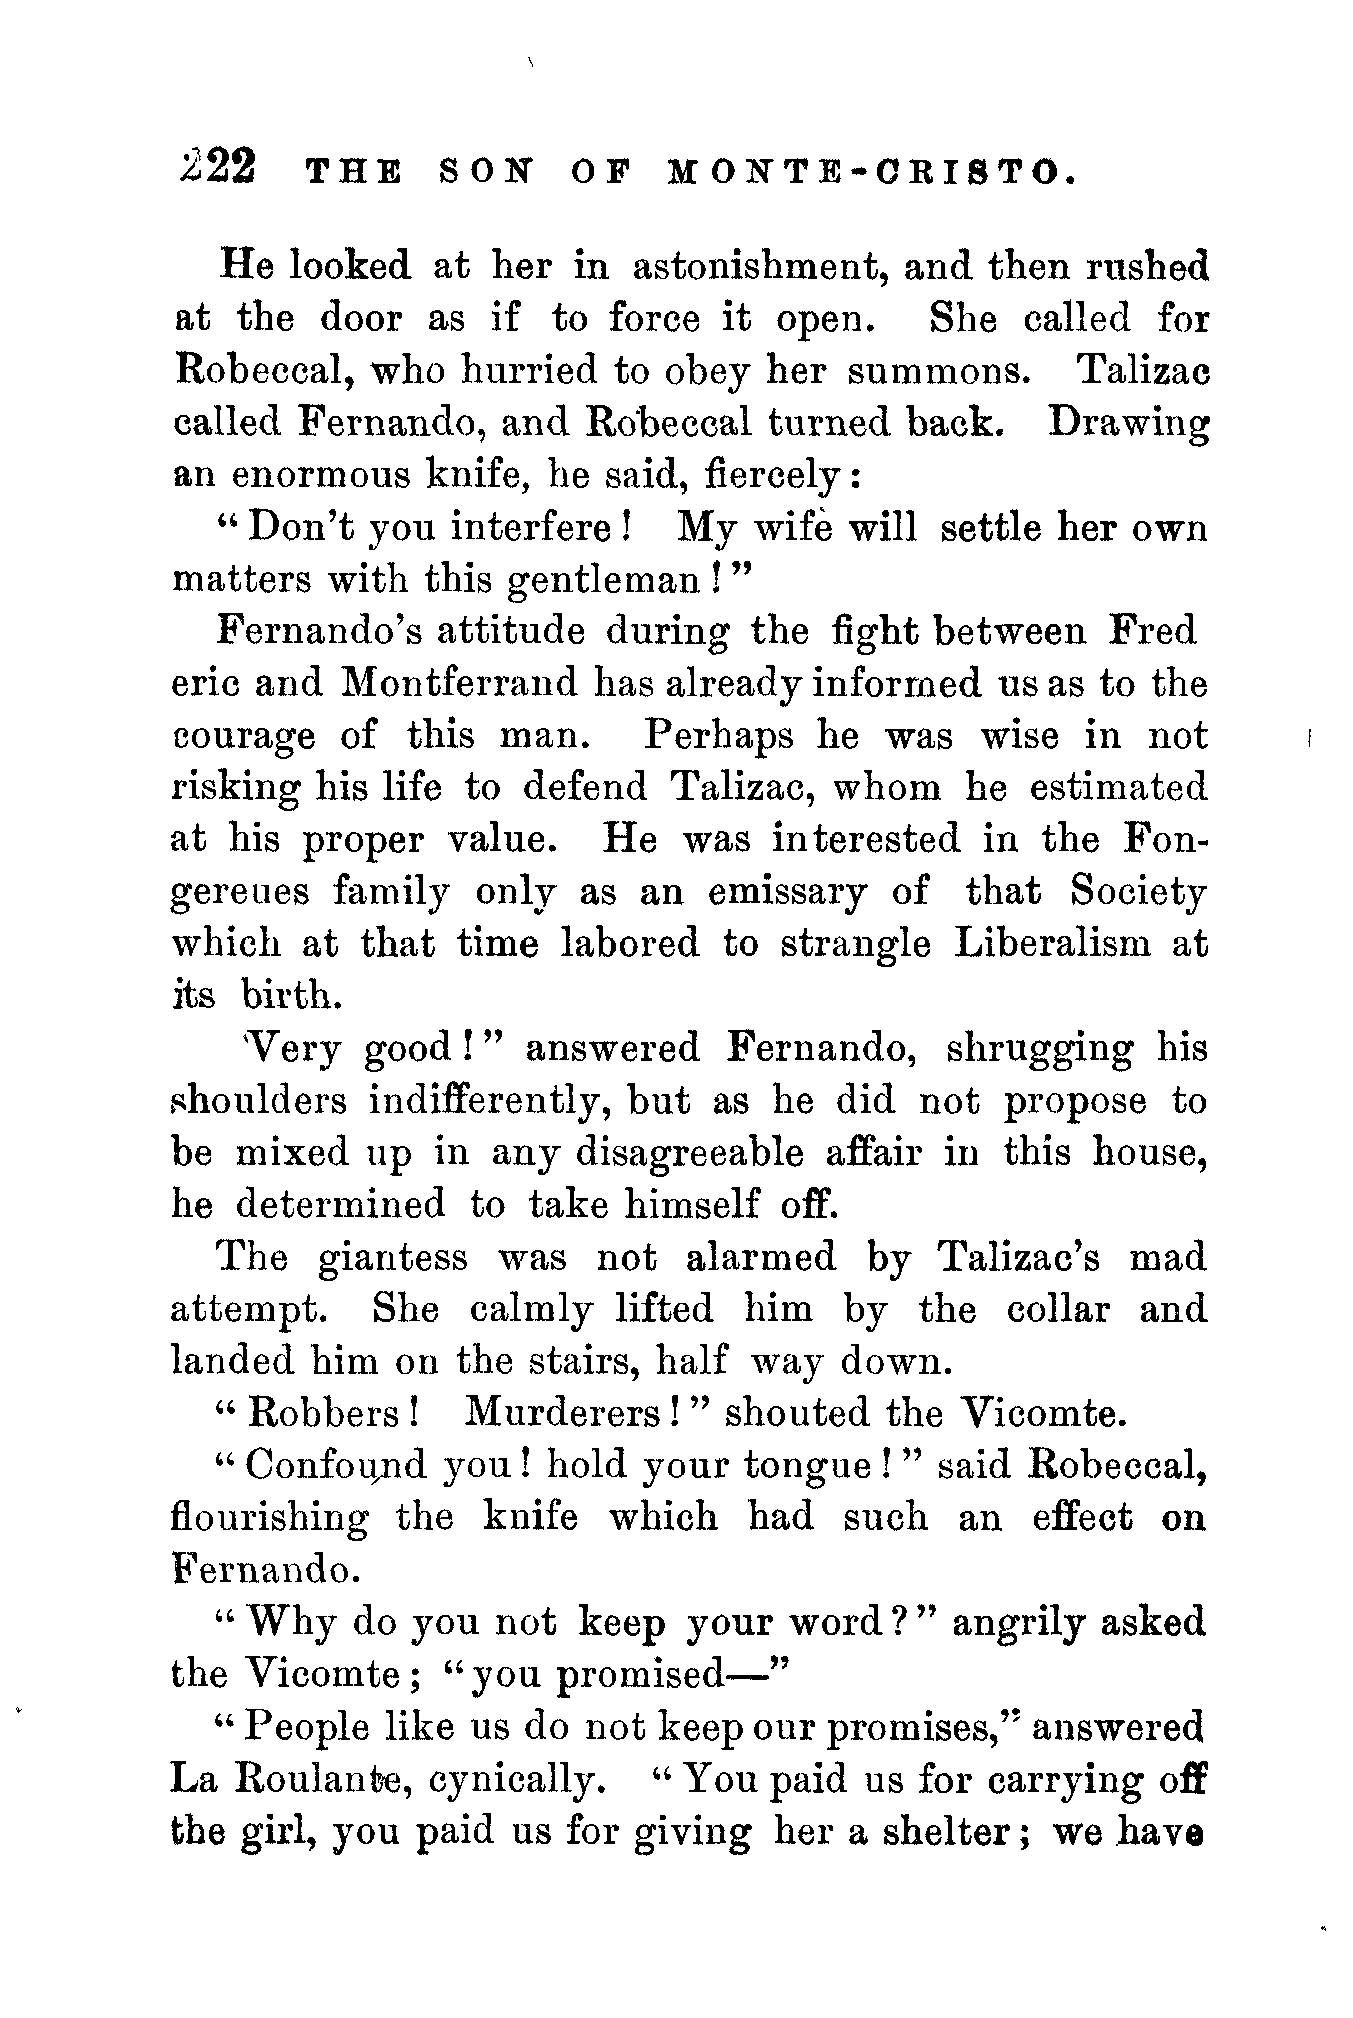 222 THE SON OF MONTE-CRISTO.
He looked at her in astonishment, and then rushed
at the door as if to force it open. She called for
Robeccal, who hurried to obey her summons. Talizac
called Fernando, and Robeccal turned back. Drawing
an enormous knife, he said, fiercely:
"Don't you interfere! My wife will settle her own
matters with this gentleman!"
Fernando's attitude during the fight between Fred
eric and Montferrand has already informed us as to the
courage of this man. Perhaps he was wise in not
risking his life to defend Talizac, whom he estimated
at his proper value. He was interested in the Fon-
gereues family only as an emissary of that Society
which at that time labored to strangle Liberalism at
its birth.
'Very good!" answered Fernando, shrugging his
shoulders indifferently, but as he did not propose to
be mixed up in any disagreeable affair in this house,
he determined to take himself off.
The giantess was not alarmed by Talizac's mad
attempt. She calmly lifted him by the collar and
landed him on the stairs, half way down.
"Robbers! Murderers!" shouted the Vicomte.
"Confound you! hold your tongue!" said Robeccal,
flourishing the knife which had such an effect on
Fernando.
"Why do you not keep your word?" angrily asked
the Vicomte; "you promised—"
"People like us do not keep our promises," answered
La Roulante, cynically. "You paid us for carrying off
the girl, you paid us for giving her a shelter; we have